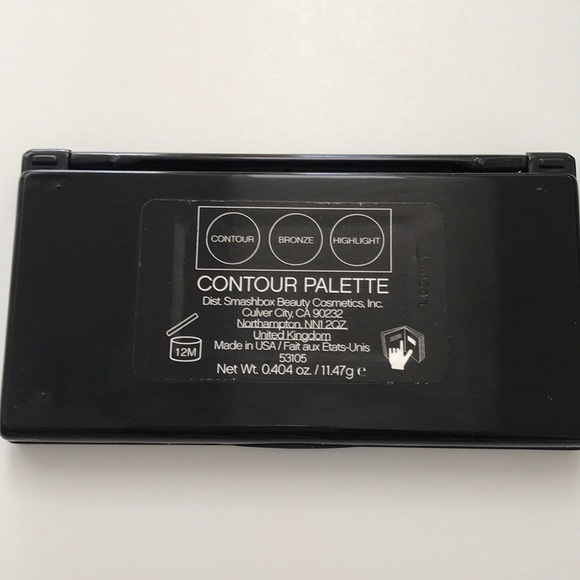 CONTOUR BRONZE HIGHLIGHT
CONTOUR PALETTE
Dist. Smashbox Beauty Cosmetics, Inc.
Culver City, CA 90232
Northampton, NN1 2QZ
United Kingdom
Made in USA / Fait aux Etats-Unis
53105
Net Wt. 0.404 oz. / 11.47g e
12M